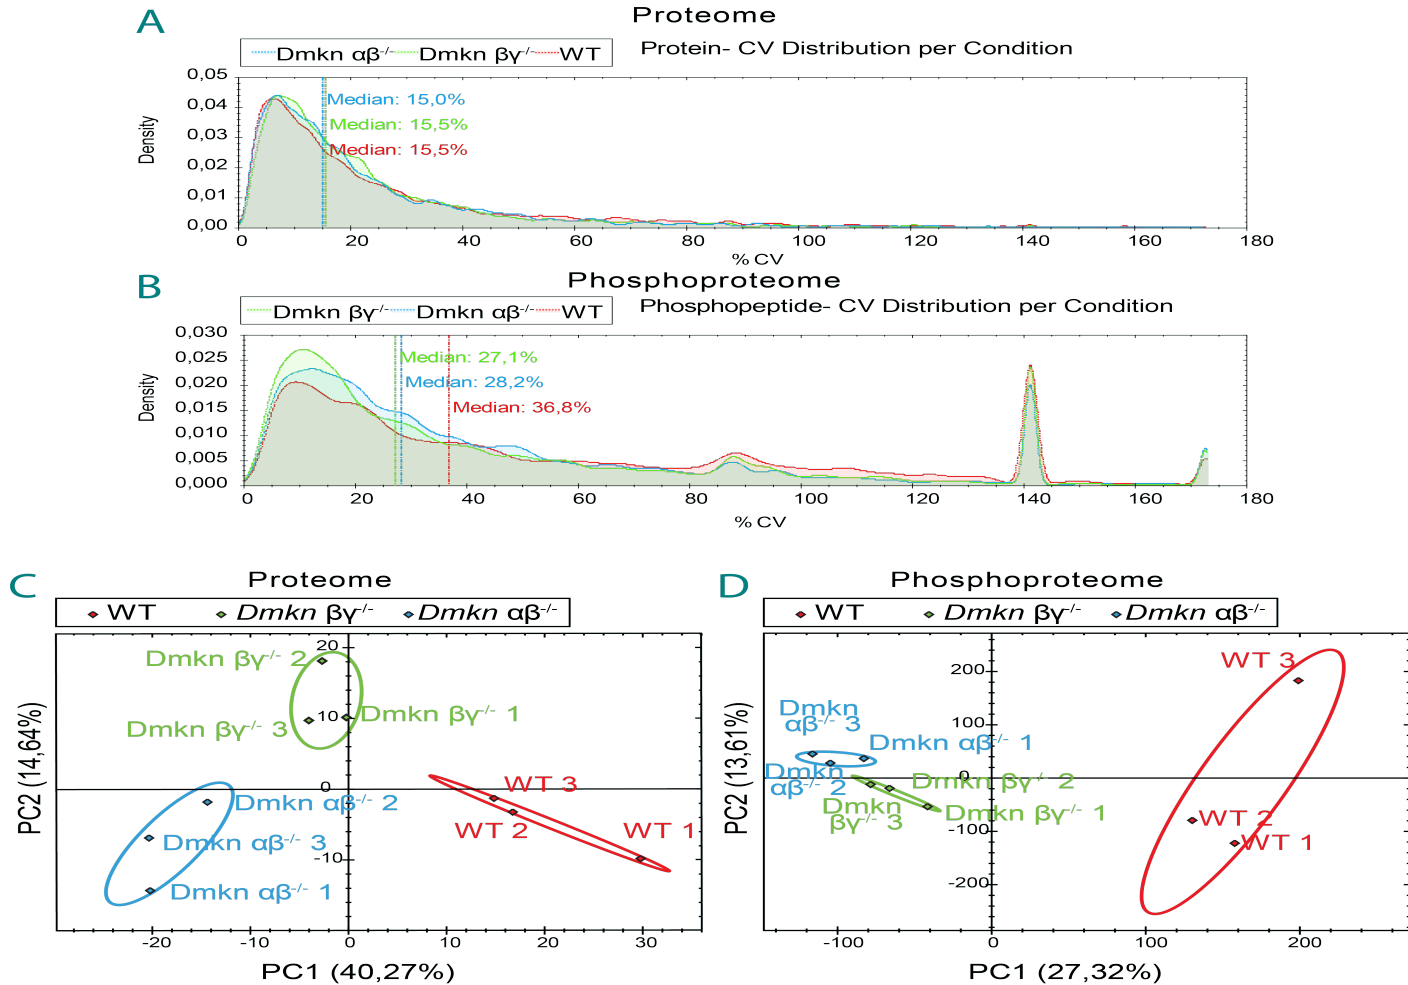 A
Proteome
Dmkn αβ-/- Dmkn βγ-/- WT
Protein- CV Distribution per Condition
0,05
0,04
0,03
0,02
0,01
0,00
Density
Median: 15,0%
Median: 15,5%
Median: 15,5%
0 20 40 60 80 100 120 140 160 180
% CV
B
Phosphoproteome
Dmkn βγ-/- Dmkn αβ-/- WT
Phosphopeptide- CV Distribution per Condition
0,030
0,025
0,020
0,015
0,010
0,005
0,000
Density
Median: 27,1%
Median: 28,2%
Median: 36,8%
0 20 40 60 80 100 120 140 160 180
% CV
C
Proteome
WT Dmkn βγ-/- Dmkn αβ-/-
PC2 (14,64%)
20
10
0
-10
Dmkn βγ-/- 2
Dmkn βγ-/- 1
Dmkn βγ-/- 3
Dmkn αβ-/- 2
Dmkn αβ-/- 3
Dmkn αβ-/- 1
WT 3
WT 2
WT 1
-20 -10 0 10 20 30
PC1 (40,27%)
D
Phosphoproteome
WT Dmkn βγ-/- Dmkn αβ-/-
PC2 (13,61%)
200
100
0
-100
-200
WT 3
Dmkn
αβ-/- 3
Dmkn αβ-/- 1
Dmkn
αβ-/- 2
Dmkn βγ-/- 2
Dmkn
βγ-/- 3
Dmkn βγ-/- 1
WT 2
WT 1
-100 0 100 200
PC1 (27,32%)